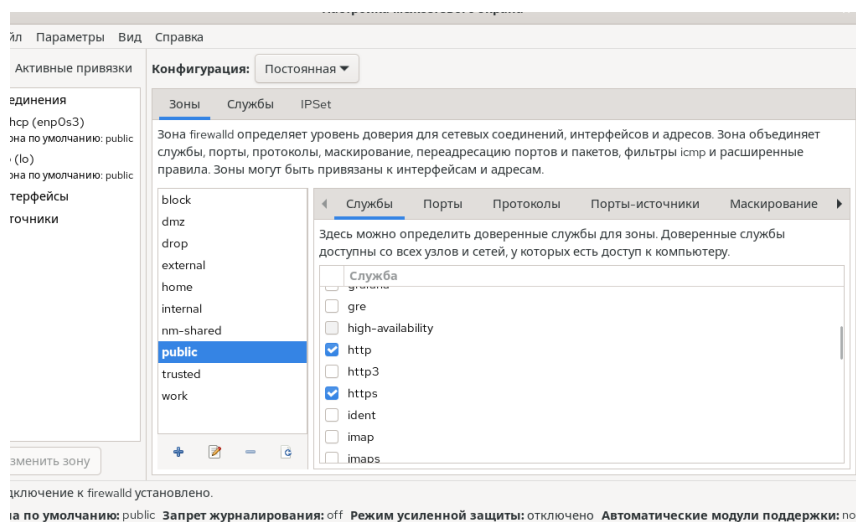 Параметры Вид Справка
Активные привязки
Конфигурация: Постоянная
единения
hcp (enp0s3)
она по умолчанию: public
(lo)
она по умолчанию: public
терфейсы
точники
зменить зону
Зоны Службы IPSet
Зона firewalld определяет уровень доверия для сетевых соединений, интерфейсов и адресов. Зона объединяет
службы, порты, протоколы, маскирование, переадресацию портов и пакетов, фильтры icmp и расширенные
правила. Зоны могут быть привязаны к интерфейсам и адресам.
block
dmz
drop
external
home
internal
nm-shared
public
trusted
work
Службы Порты Протоколы Порты-источники Маскирование
Здесь можно определить доверенные службы для зоны. Доверенные службы
доступны со всех узлов и сетей, у которых есть доступ к компьютеру.
Служба
gre
high-availability
http
http3
https
ident
imap
imaps
дключение к firewalld установлено.
на по умолчанию: public Запрет журналирования: off Режим усиленной защиты: отключено Автоматические модули поддержки: no